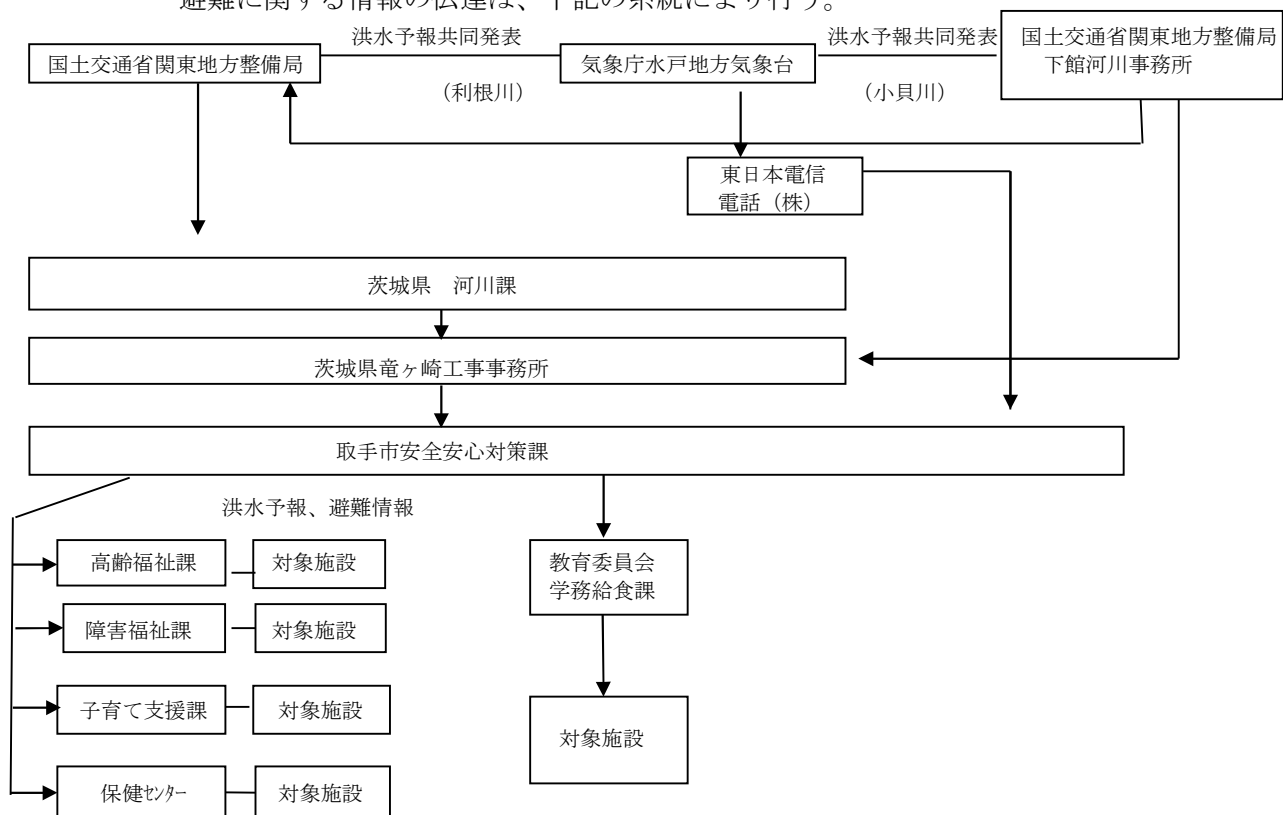 避難に関する情報の伝達は、下記の系統により行う。
洪水予報共同発表
洪水予報共同発表
国土交通省関東地方整備局
気象庁水戸地方気象台
国土交通省関東地方整備局
下館河川事務所
(利根川)
(小貝川)
東日本電信
電話(株)
茨城県 河川課
茨城県竜ヶ崎工事事務所
取手市安全安心対策課
洪水予報、避難情報
高齢福祉課
対象施設
障害福祉課
対象施設
子育て支援課
対象施設
保健センター
対象施設
教育委員会
学務給食課
対象施設